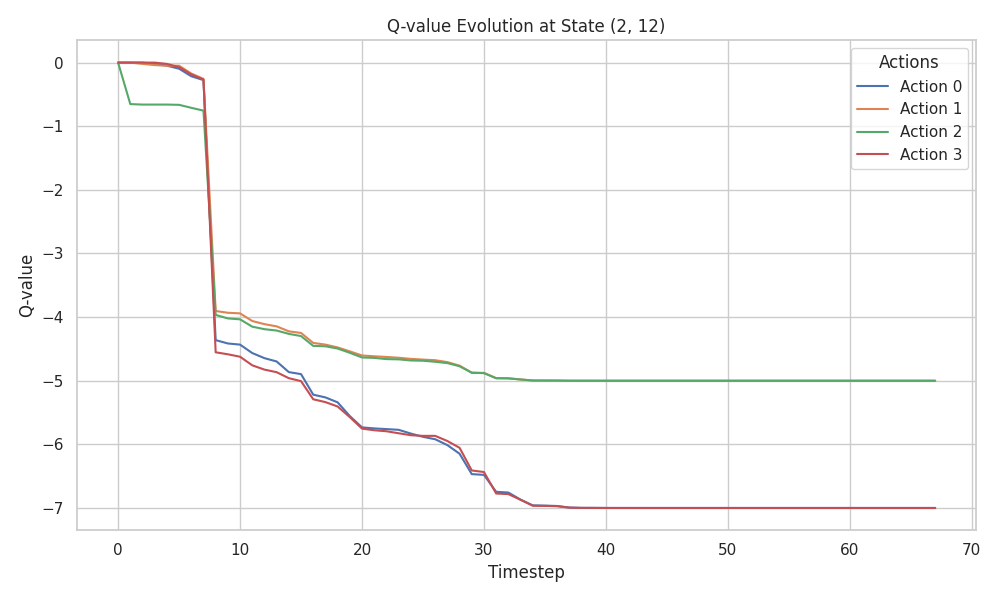 Q-value Evolution at State (2, 12)
Q-value
0
−1
−2
−3
−4
−5
−6
−7
Actions
Action 0
Action 1
Action 2
Action 3
0 10 20 30 40 50 60 70
Timestep